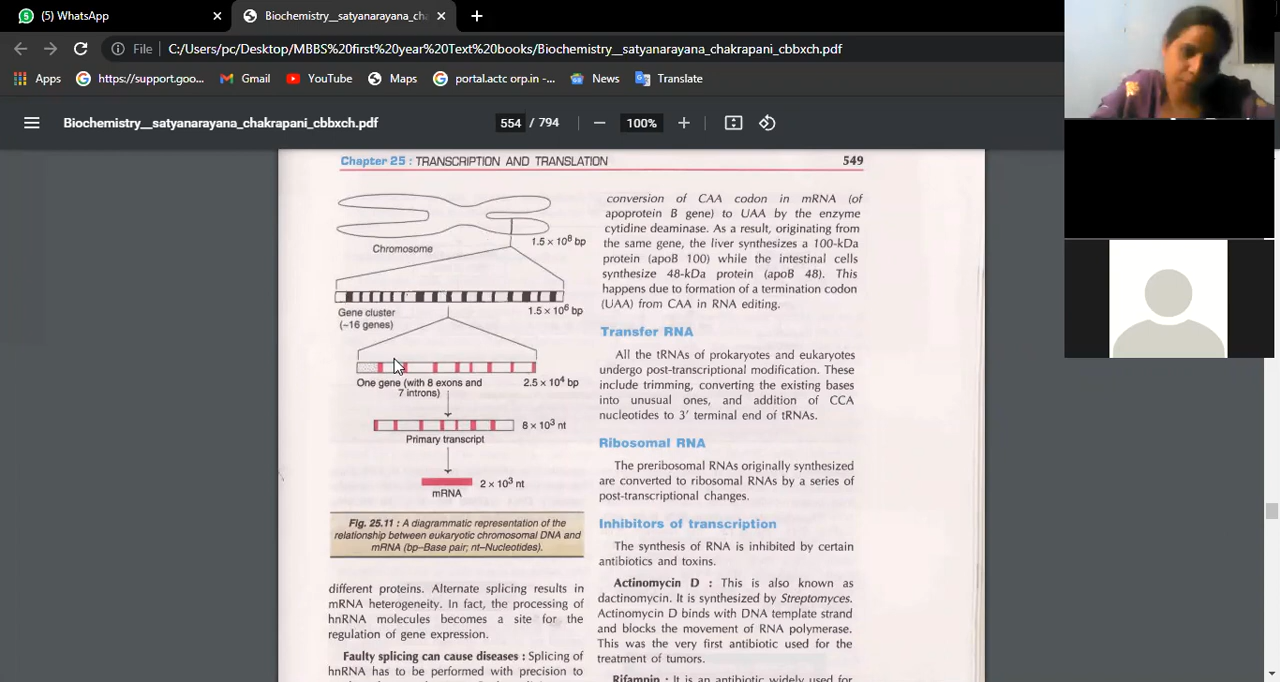 (5) WhatsApp
Biochemistry__satyanarayana_cha
File
C:/Users/pc/Desktop/MBBS%20first%20year%20Text%20books/Biochemistry__satyanarayana_chakrapani_cbbxch.pdf
Apps
https://support.goo...
Gmail
YouTube
Maps
portal.actc orp.in -...
News
Translate
Biochemistry__satyanarayana_chakrapani_cbbxch.pdf
554 / 794
100%
Chapter 25 : TRANSCRIPTION AND TRANSLATION
549
Chromosome
1.5 × 10⁸ bp
Gene cluster
(~16 genes)
1.5 × 10⁶ bp
One gene (with 8 exons and
7 introns)
2.5 × 10⁴ bp
8 × 10³ nt
Primary transcript
2 × 10³ nt
mRNA
Fig. 25.11 : A diagrammatic representation of the
relationship between eukaryotic chromosomal DNA and
mRNA (bp–Base pair; nt–Nucleotides).
different proteins. Alternate splicing results in
mRNA heterogeneity. In fact, the processing of
hnRNA molecules becomes a site for the
regulation of gene expression.
Faulty splicing can cause diseases : Splicing of
hnRNA has to be performed with precision to
conversion of CAA codon in mRNA (of
apoprotein B gene) to UAA by the enzyme
cytidine deaminase. As a result, originating from
the same gene, the liver synthesizes a 100-kDa
protein (apoB 100) while the intestinal cells
synthesize 48-kDa protein (apoB 48). This
happens due to formation of a termination codon
(UAA) from CAA in RNA editing.
Transfer RNA
All the tRNAs of prokaryotes and eukaryotes
undergo post-transcriptional modification. These
include trimming, converting the existing bases
into unusual ones, and addition of CCA
nucleotides to 3′ terminal end of tRNAs.
Ribosomal RNA
The preribosomal RNAs originally synthesized
are converted to ribosomal RNAs by a series of
post-transcriptional changes.
Inhibitors of transcription
The synthesis of RNA is inhibited by certain
antibiotics and toxins.
Actinomycin D : This is also known as
dactinomycin. It is synthesized by Streptomyces.
Actinomycin D binds with DNA template strand
and blocks the movement of RNA polymerase.
This was the very first antibiotic used for the
treatment of tumors.
Rifampin : It is an antibiotic widely used for